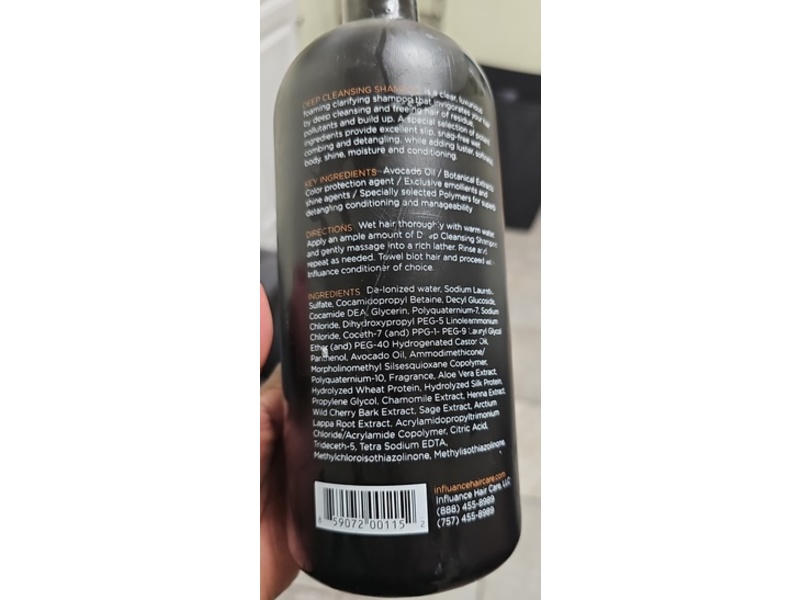 DEEP CLEANSING SHAMPOO is a clear, luxurious
foaming clarifying shampoo that invigorates your hair
by deep cleansing and freeing hair of residue,
pollutants and build up. A special selection of potent
ingredients provide excellent slip, snag-free wet
combing and detangling, while adding luster, softness,
body, shine, moisture and conditioning.
KEY INGREDIENTS Avocado Oil / Botanical Extracts
Color protection agent / Exclusive emollients and
shine agents / Specially selected Polymers for superb
detangling conditioning and manageability
DIRECTIONS Wet hair thoroughly with warm water.
Apply an ample amount of Deep Cleansing Shampoo
and gently massage into a rich lather. Rinse and
repeat as needed. Towel blot hair and proceed with
Influance conditioner of choice.
INGREDIENTS De-Ionized water, Sodium Laureth
Sulfate, Cocamidopropyl Betaine, Decyl Glucoside,
Cocamide DEA, Glycerin, Polyquaternium-7, Sodium
Chloride, Dihydroxypropyl PEG-5 Linoleammonium
Chloride, Coceth-7 (and) PPG-1- PEG-9 Lauryl Glycol
Ether (and) PEG-40 Hydrogenated Castor Oil,
Panthenol, Avocado Oil, Ammodimethicone/
Morpholinomethyl Silsesquioxane Copolymer,
Polyquaternium-10, Fragrance, Aloe Vera Extract,
Hydrolyzed Wheat Protein, Hydrolyzed Silk Protein,
Propylene Glycol, Chamomile Extract, Henna Extract,
Wild Cherry Bark Extract, Sage Extract, Arctium
Lappa Root Extract, Acrylamidopropyltrimonium
Chloride/Acrylamide Copolymer, Citric Acid,
Trideceth-5, Tetra Sodium EDTA,
Methylchloroisothiazolinone, Methylisothiazolinone
8 59072 00115 2
influancehaircare.com
Influance Hair Care, LLC
(888) 455-8989
(757) 455-8989